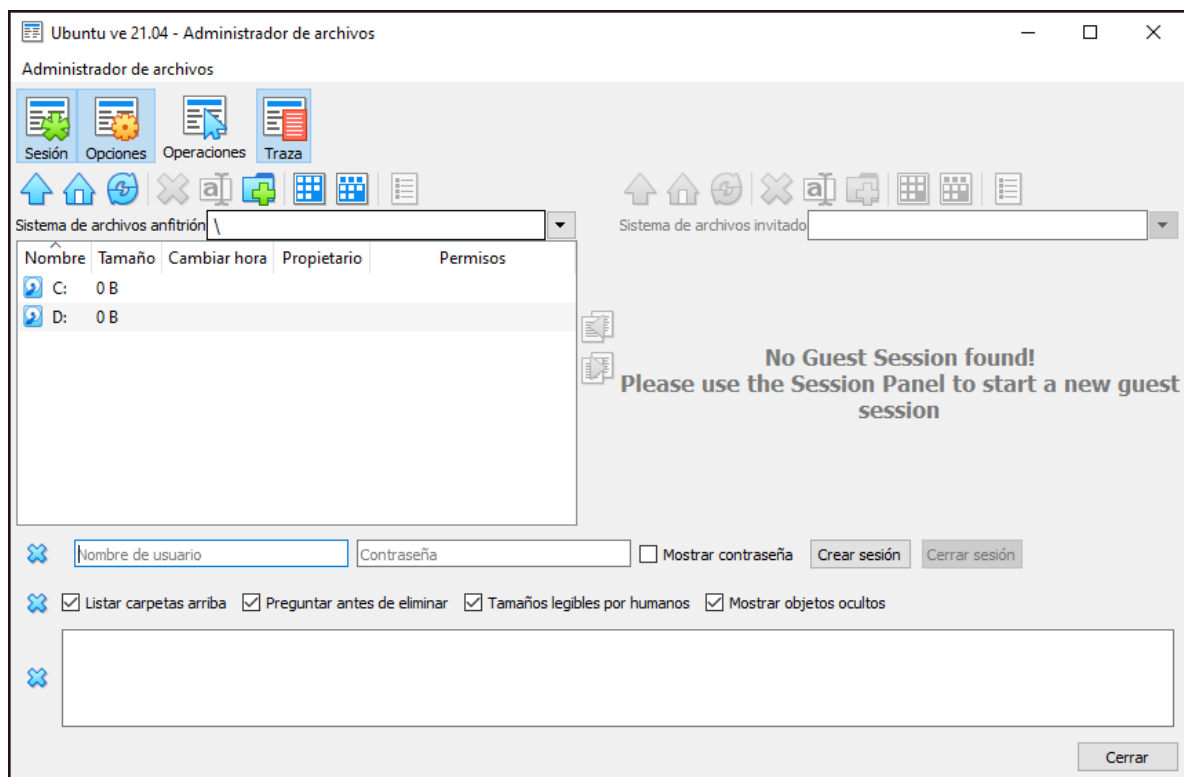 Ubuntu ve 21.04 - Administrador de archivos
Administrador de archivos
Sesión Opciones Operaciones Traza
Sistema de archivos anfitrión \
Sistema de archivos invitado
Nombre Tamaño Cambiar hora Propietario Permisos
C: 0 B
D: 0 B
No Guest Session found!
Please use the Session Panel to start a new guest
session
Nombre de usuario Contraseña Mostrar contraseña Crear sesión Cerrar sesión
Listar carpetas arriba Preguntar antes de eliminar Tamaños legibles por humanos Mostrar objetos ocultos
Cerrar